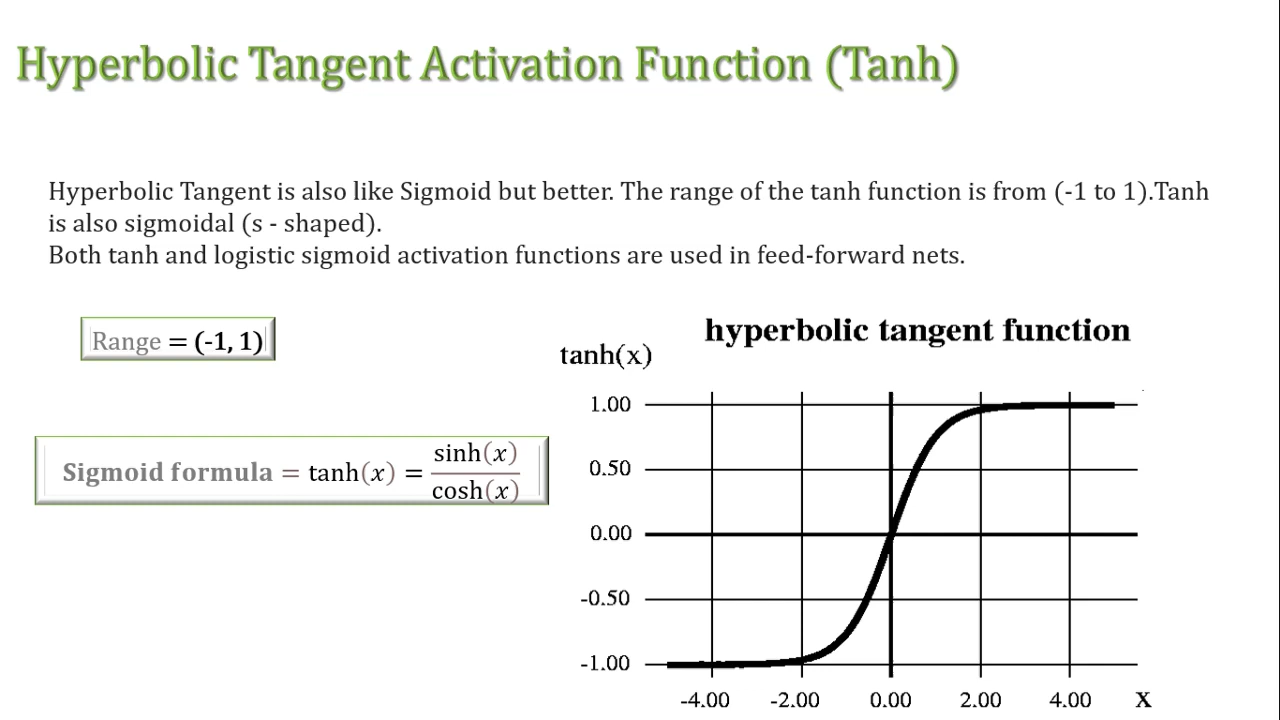 Hyperbolic Tangent Activation Function (Tanh)
Hyperbolic Tangent is also like Sigmoid but better. The range of the tanh function is from (-1 to 1).Tanh
is also sigmoidal (s - shaped).
Both tanh and logistic sigmoid activation functions are used in feed-forward nets.
Range = (-1, 1)
Sigmoid formula = tanh(x) = sinh(x) / cosh(x)
hyperbolic tangent function
tanh(x)
1.00
0.50
0.00
-0.50
-1.00
-4.00 -2.00 0.00 2.00 4.00 X